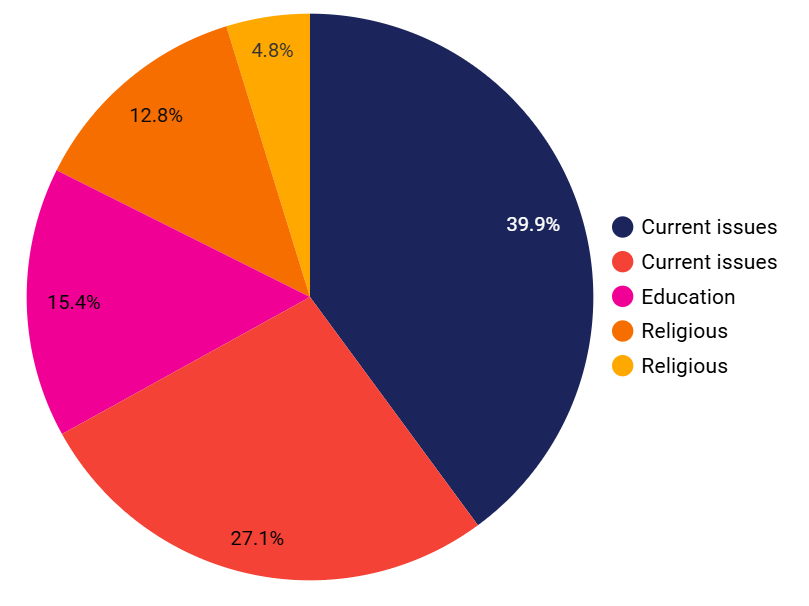 4.8%
12.8%
39.9%
15.4%
27.1%
Current issues
Current issues
Education
Religious
Religious